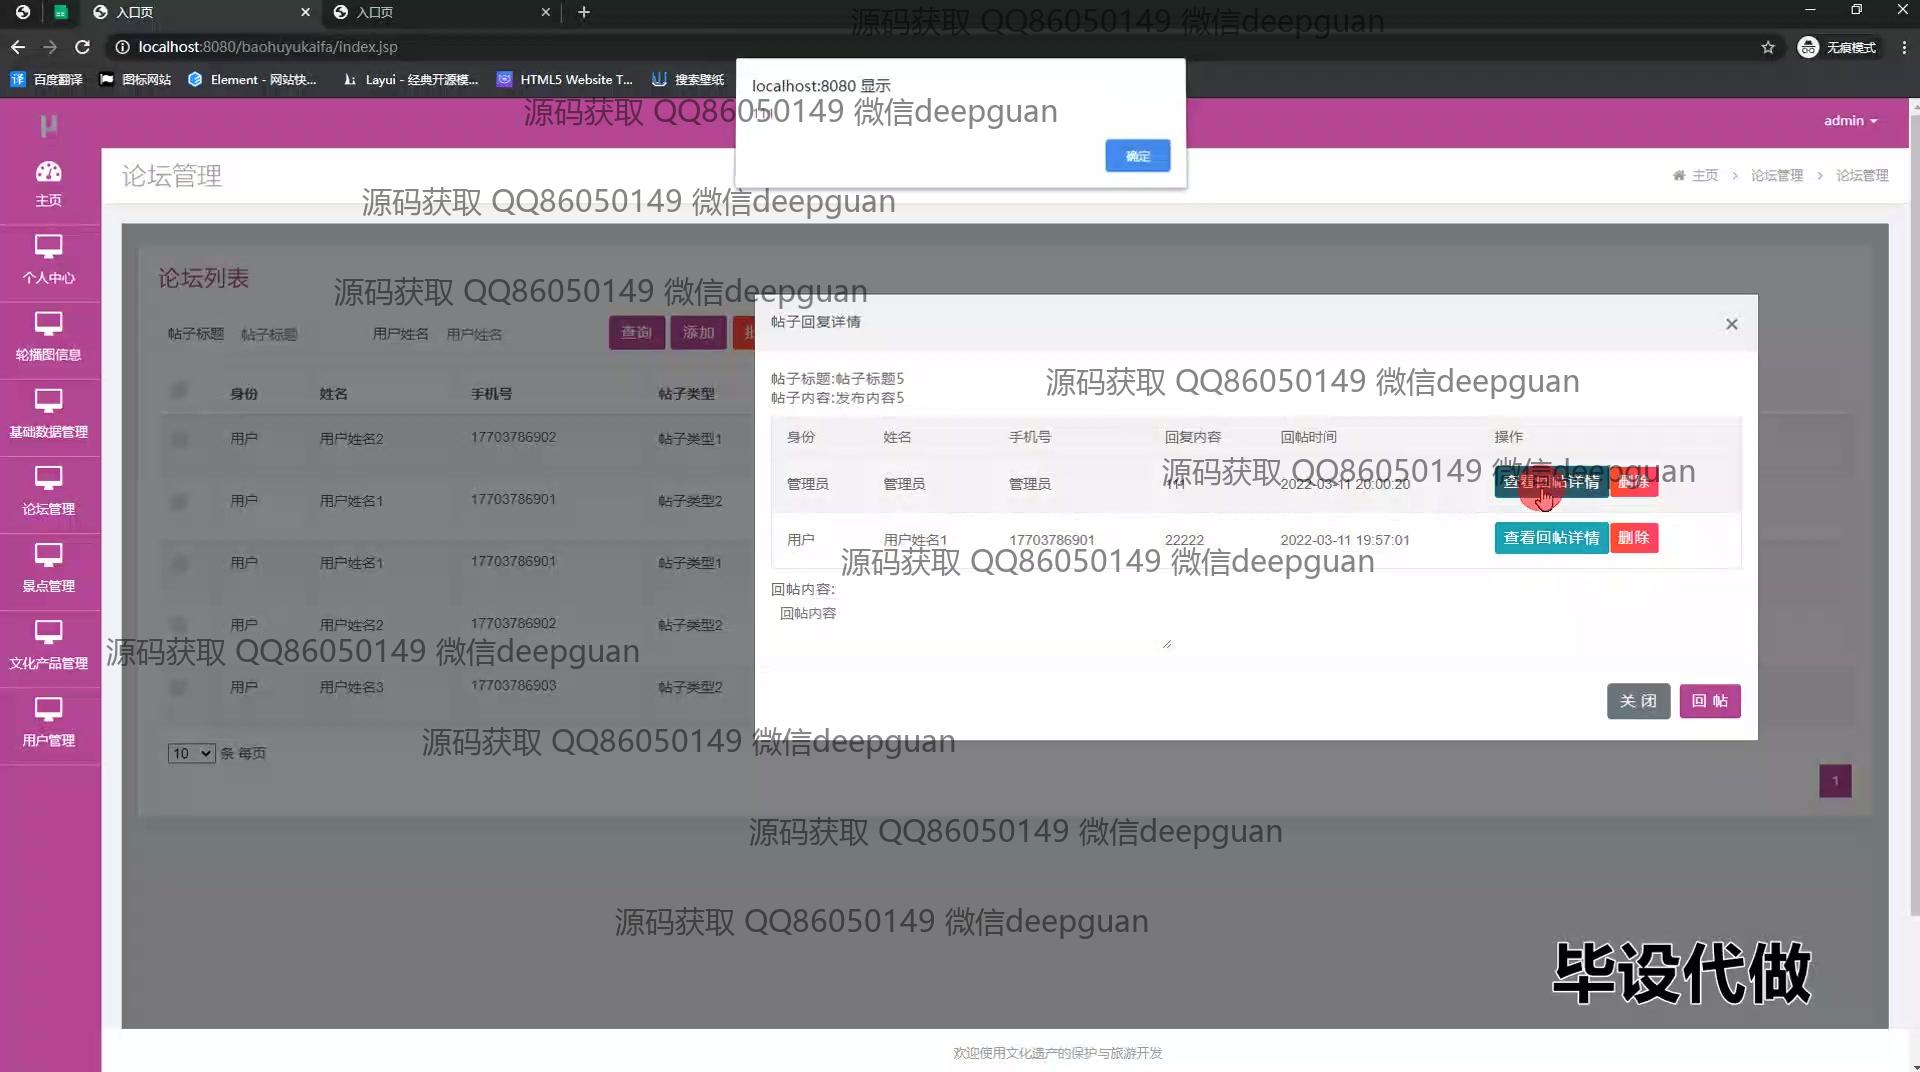 入口页
入口页
localhost:8080/baohuyukaifa/index.jsp
无痕模式
百度翻译
图标网站
Element - 网站快...
Layui - 经典开源模...
HTML5 Website T...
搜索壁纸
源码获取 QQ86050149 微信deepguan
localhost:8080 显示
源码获取 QQ86050149 微信deepguan
确定
admin
论坛管理
主页 > 论坛管理 > 论坛管理
源码获取 QQ86050149 微信deepguan
主页
个人中心
轮播图信息
基础数据管理
论坛管理
景点管理
文化产品管理
用户管理
论坛列表
源码获取 QQ86050149 微信deepguan
帖子标题 帖子标题 用户姓名 用户姓名 查询 添加
身份 姓名 手机号 帖子类型
用户 用户姓名2 17703786902 帖子类型1
用户 用户姓名1 17703786901 帖子类型2
用户 用户姓名1 17703786901 帖子类型1
用户 用户姓名2 17703786902 帖子类型2
用户 用户姓名3 17703786903 帖子类型2
10 条 每页
1
帖子回复详情
×
帖子标题:帖子标题5
帖子内容:发布内容5
源码获取 QQ86050149 微信deepguan
身份 姓名 手机号 回复内容 回帖时间 操作
源码获取 QQ86050149 微信deepguan
管理员 管理员 管理员 111 2022-03-11 20:00:20 查看回帖详情 删除
用户 用户姓名1 17703786901 22222 2022-03-11 19:57:01 查看回帖详情 删除
源码获取 QQ86050149 微信deepguan
回帖内容:
回帖内容
源码获取 QQ86050149 微信deepguan
关 闭 回 帖
源码获取 QQ86050149 微信deepguan
源码获取 QQ86050149 微信deepguan
源码获取 QQ86050149 微信deepguan
毕设代做
欢迎使用文化遗产的保护与旅游开发